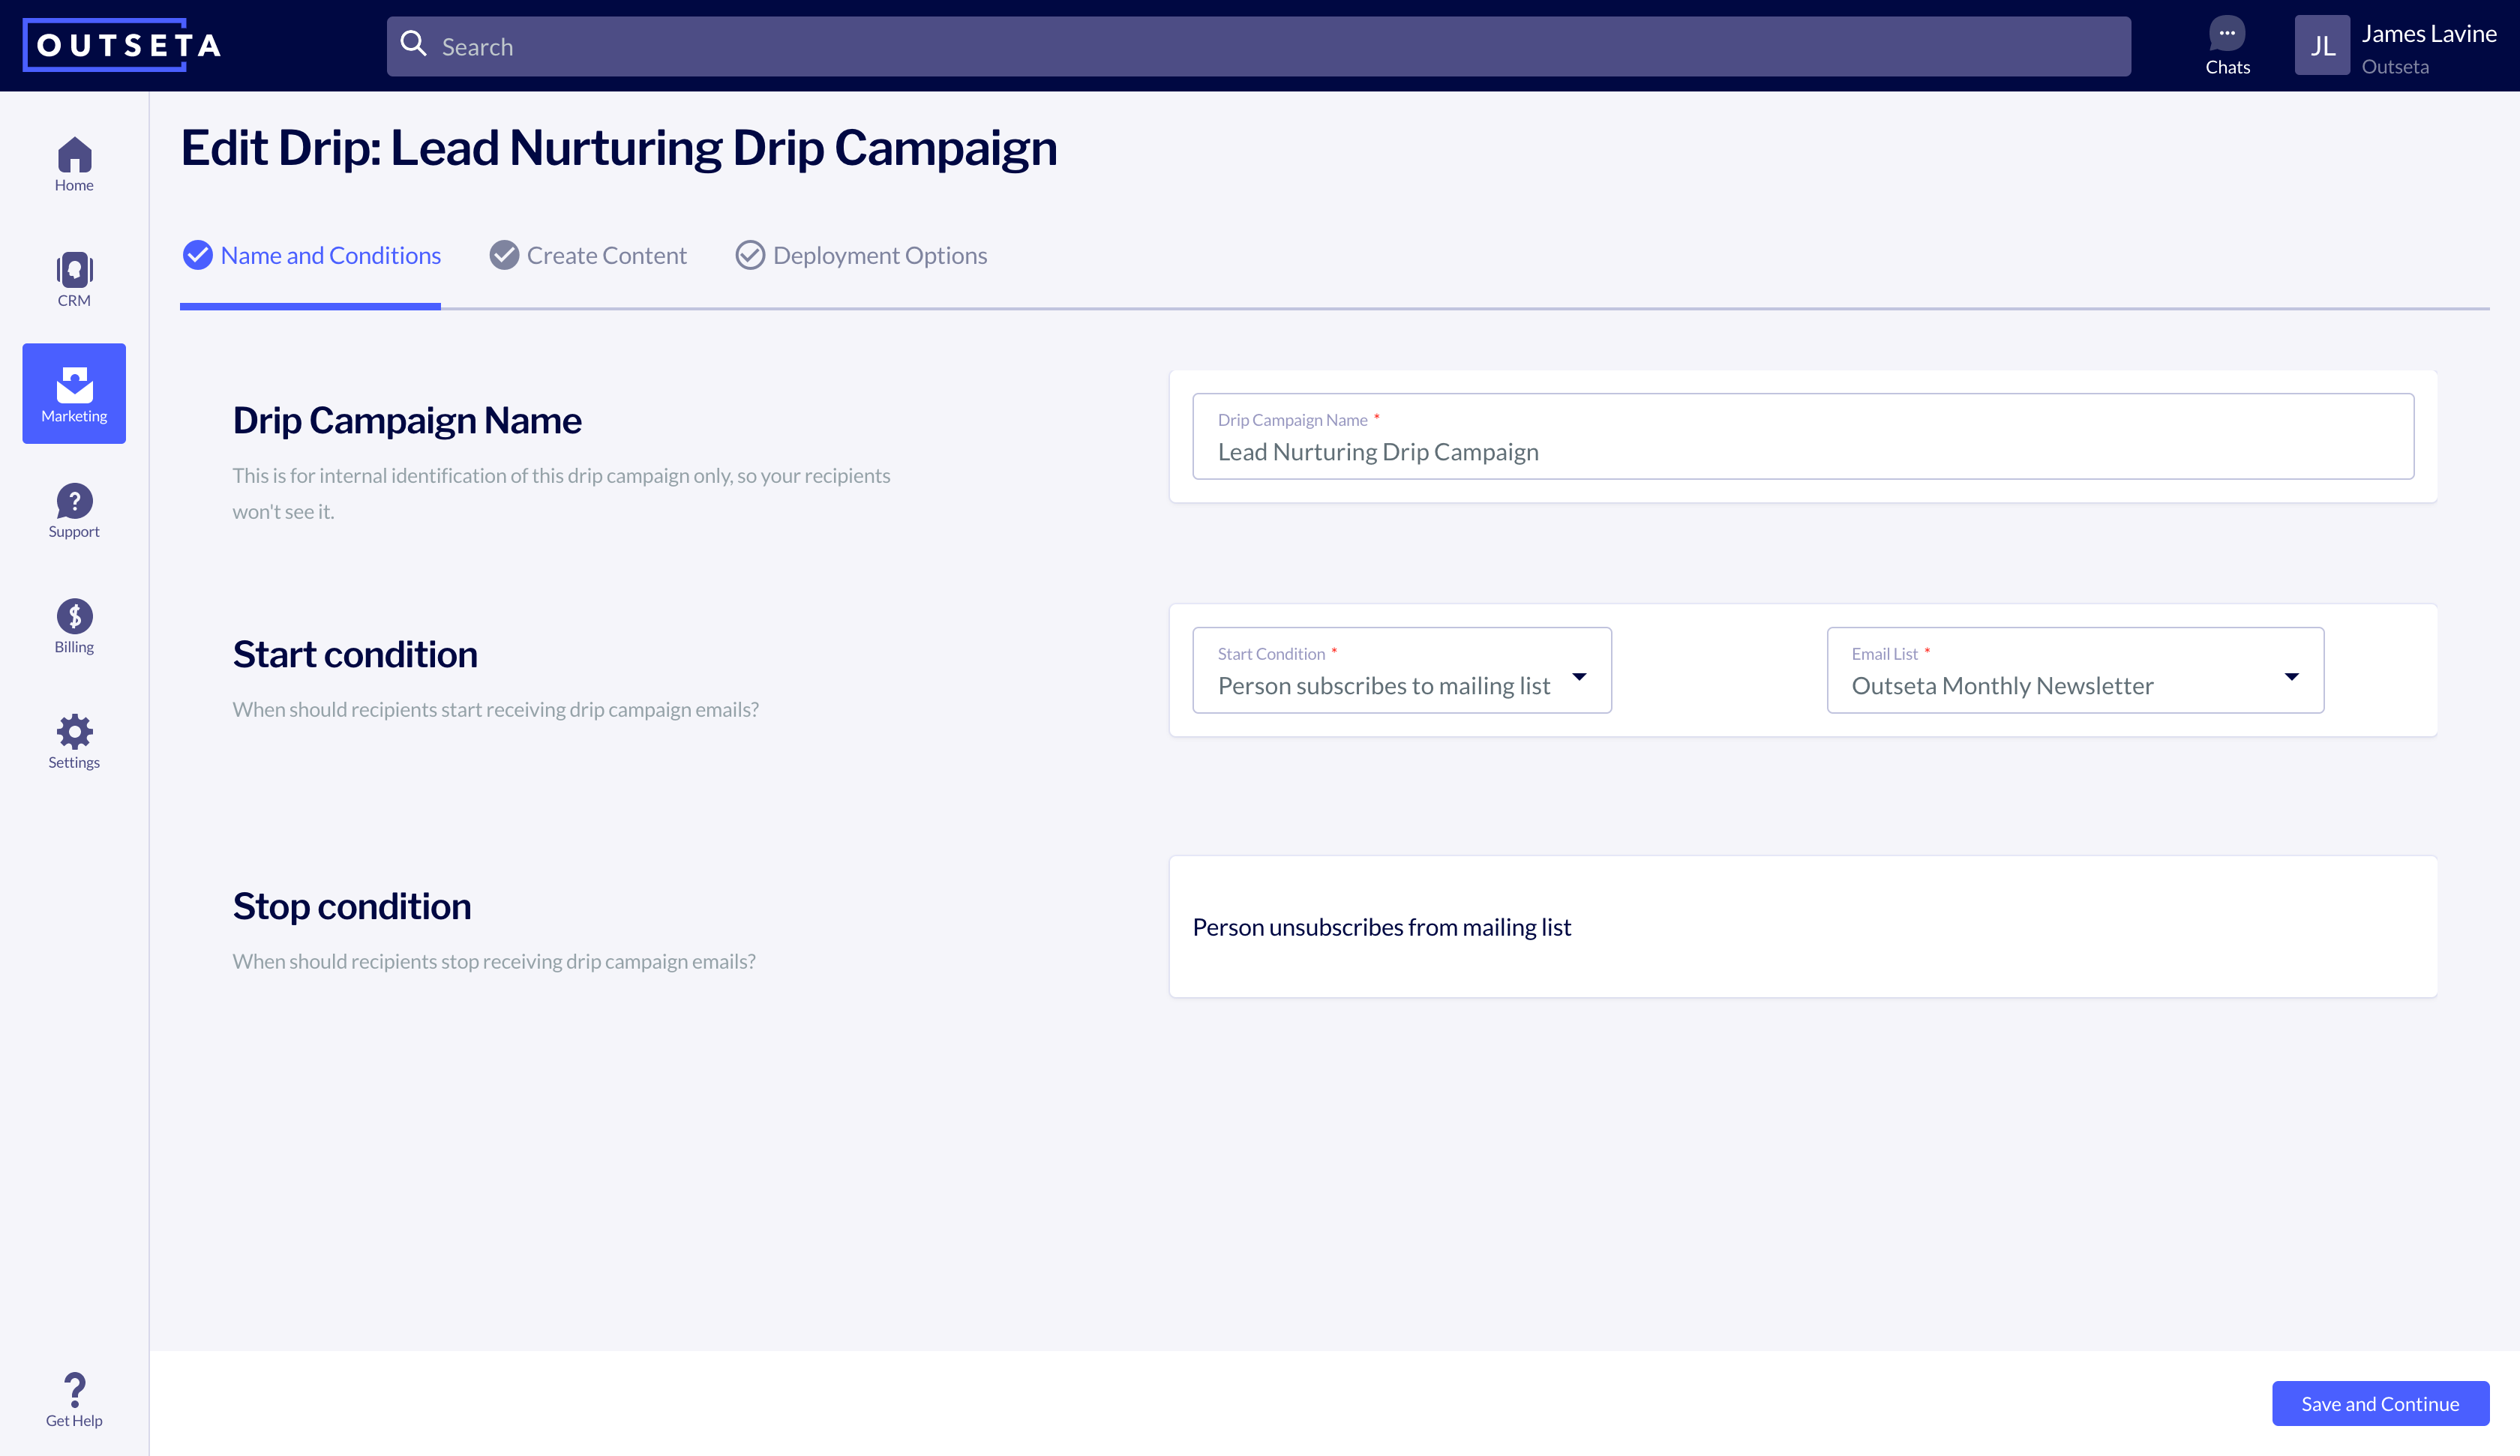 OUTSETA
Search
Chats
JL
James Lavine
Outseta
Home
CRM
Marketing
Support
Billing
Settings
Get Help
Edit Drip: Lead Nurturing Drip Campaign
Name and Conditions
Create Content
Deployment Options
Drip Campaign Name
This is for internal identification of this drip campaign only, so your recipients
won't see it.
Drip Campaign Name *
Lead Nurturing Drip Campaign
Start condition
When should recipients start receiving drip campaign emails?
Start Condition *
Person subscribes to mailing list
Email List *
Outseta Monthly Newsletter
Stop condition
When should recipients stop receiving drip campaign emails?
Person unsubscribes from mailing list
Save and Continue